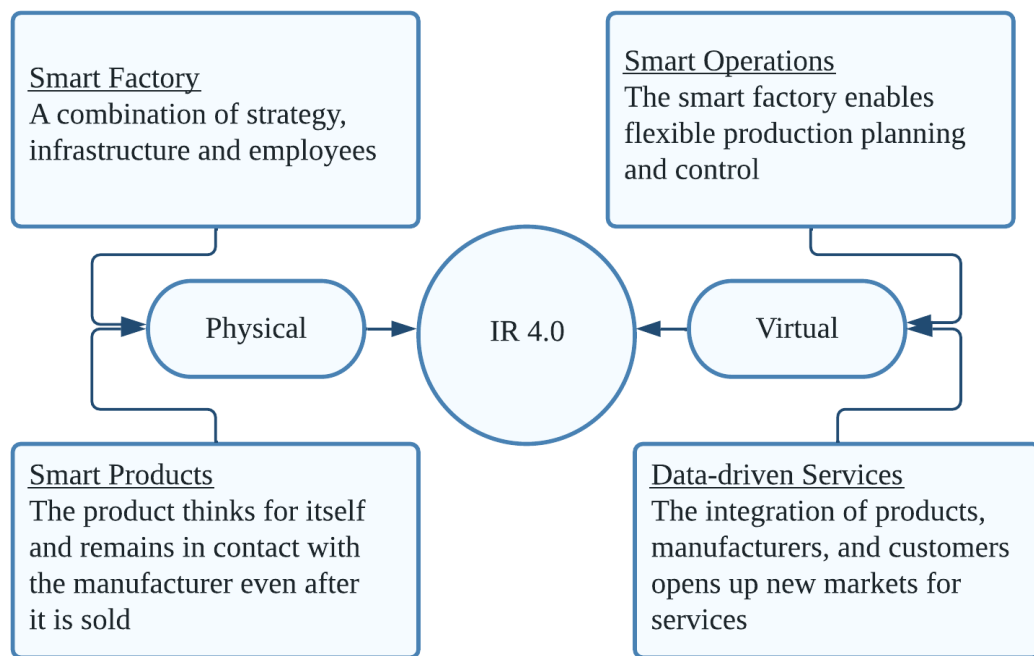 Smart Factory
A combination of strategy,
infrastructure and employees
Smart Operations
The smart factory enables
flexible production planning
and control
Physical
IR 4.0
Virtual
Smart Products
The product thinks for itself
and remains in contact with
the manufacturer even after
it is sold
Data-driven Services
The integration of products,
manufacturers, and customers
opens up new markets for
services